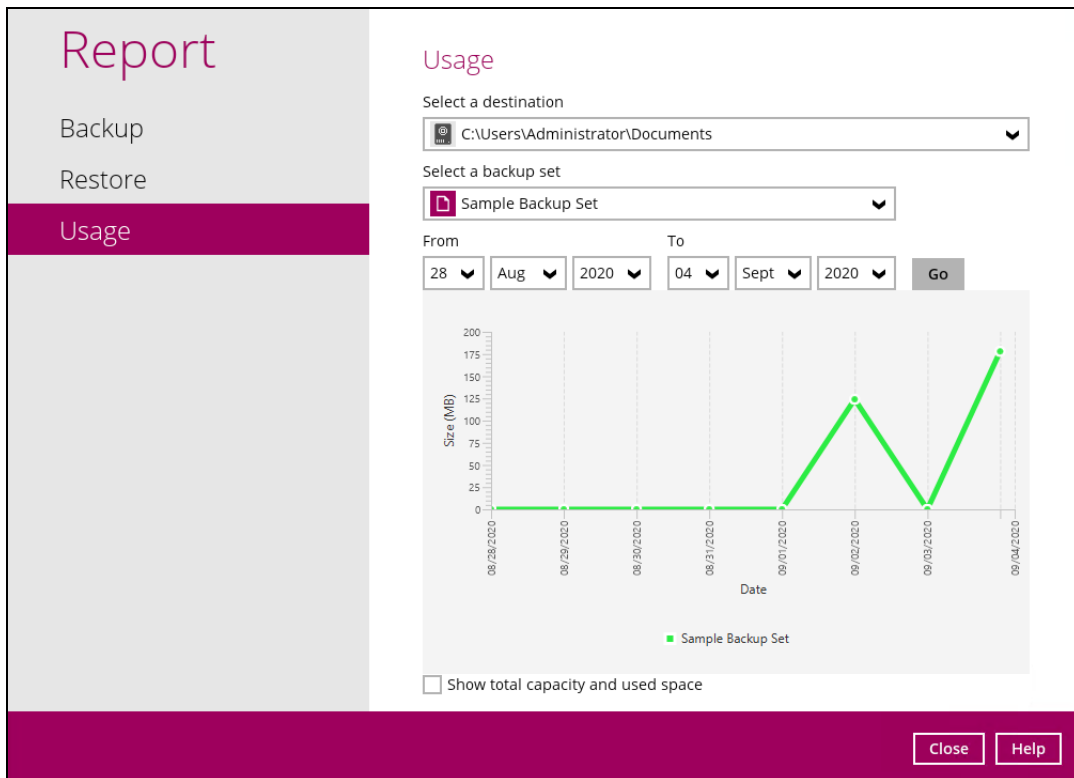 Report
Backup
Restore
Usage
Usage
Select a destination
C:\Users\Administrator\Documents
Select a backup set
Sample Backup Set
From To
28 Aug 2020 04 Sept 2020 Go
200
175
150
125
100
75
50
25
0
Size (MB)
08/28/2020 08/29/2020 08/30/2020 08/31/2020 09/01/2020 09/02/2020 09/03/2020 09/04/2020
Date
Sample Backup Set
Show total capacity and used space
Close Help